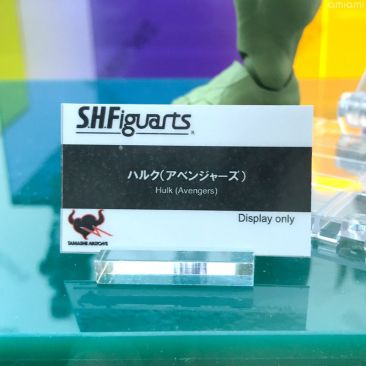 amiami
S.H.Figuarts
®
ハルク(アベンジャーズ)
Hulk (Avengers)
Display only
TAMASHII NATIONS